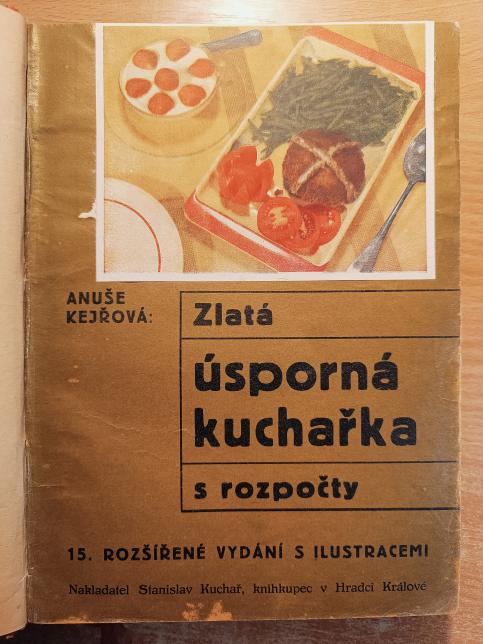 ANUŠE
KEJŘOVÁ:
Zlatá
úsporná
kuchařka
s rozpočty
15. ROZŠÍŘENÉ VYDÁNÍ S ILUSTRACEMI
Nakladatel Stanislav Kuchař, knihkupec v Hradci Králové